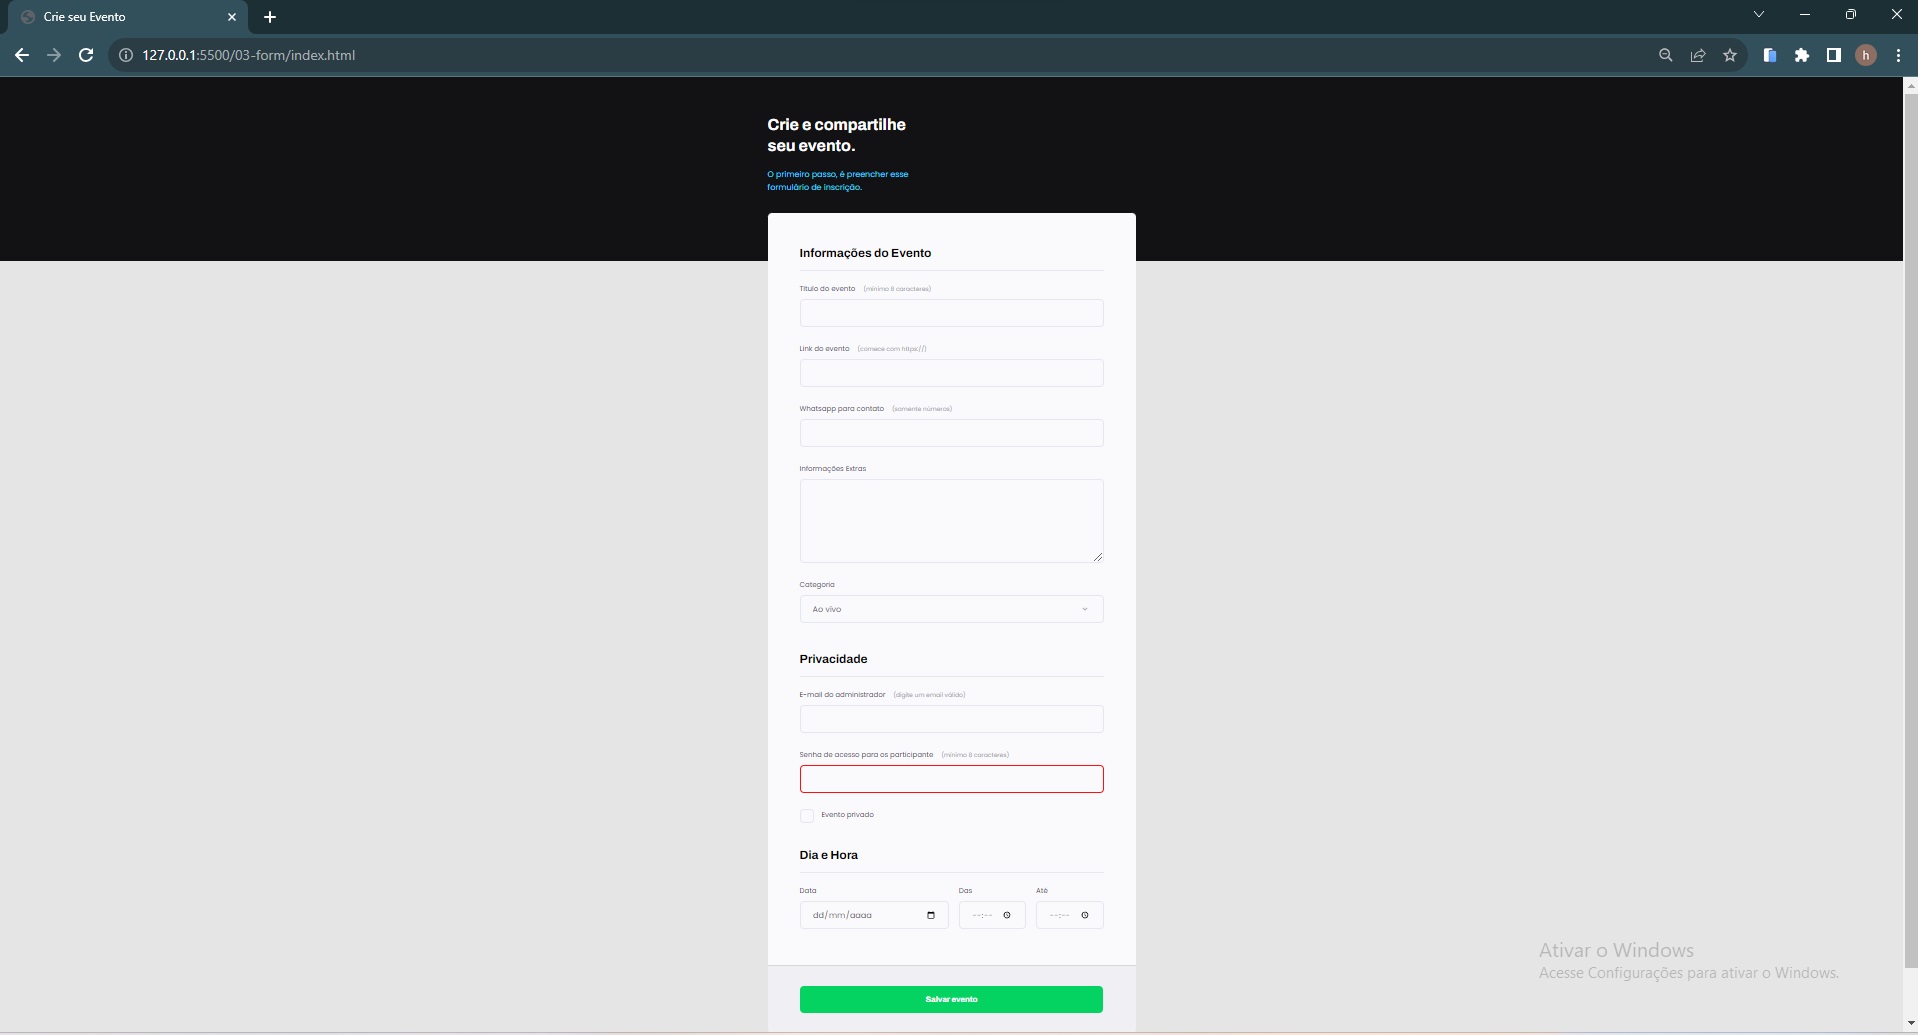 Crie seu Evento
127.0.0.1:5500/03-form/index.html
h
Crie e compartilhe
seu evento.
O primeiro passo, é preencher esse
formulário de inscrição.
Informações do Evento
Título do evento (mínimo 8 caracteres)
Link do evento (comece com https://)
Whatsapp para contato (somente números)
Informações Extras
Categoria
Ao vivo
Privacidade
E-mail do administrador (digite um email válido)
Senha de acesso para os participante (mínimo 8 caracteres)
Evento privado
Dia e Hora
Data Das Até
dd/mm/aaaa --:-- --:--
Ativar o Windows
Acesse Configurações para ativar o Windows.
Salvar evento